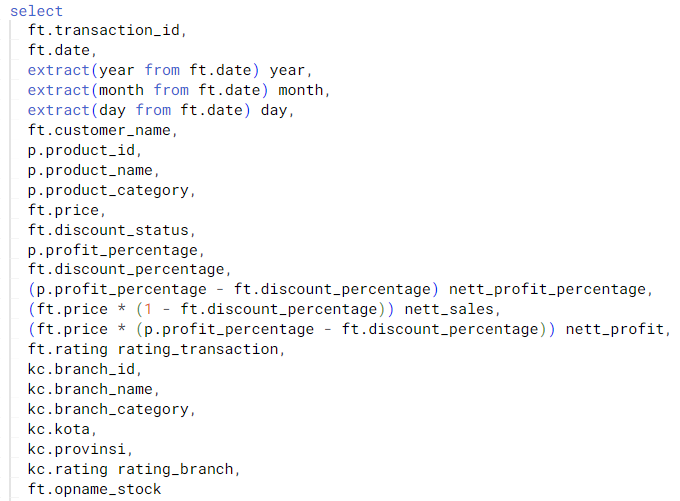 select
ft.transaction_id,
ft.date,
extract(year from ft.date) year,
extract(month from ft.date) month,
extract(day from ft.date) day,
ft.customer_name,
p.product_id,
p.product_name,
p.product_category,
ft.price,
ft.discount_status,
p.profit_percentage,
ft.discount_percentage,
(p.profit_percentage - ft.discount_percentage) nett_profit_percentage,
(ft.price * (1 - ft.discount_percentage)) nett_sales,
(ft.price * (p.profit_percentage - ft.discount_percentage)) nett_profit,
ft.rating rating_transaction,
kc.branch_id,
kc.branch_name,
kc.branch_category,
kc.kota,
kc.provinsi,
kc.rating rating_branch,
ft.opname_stock